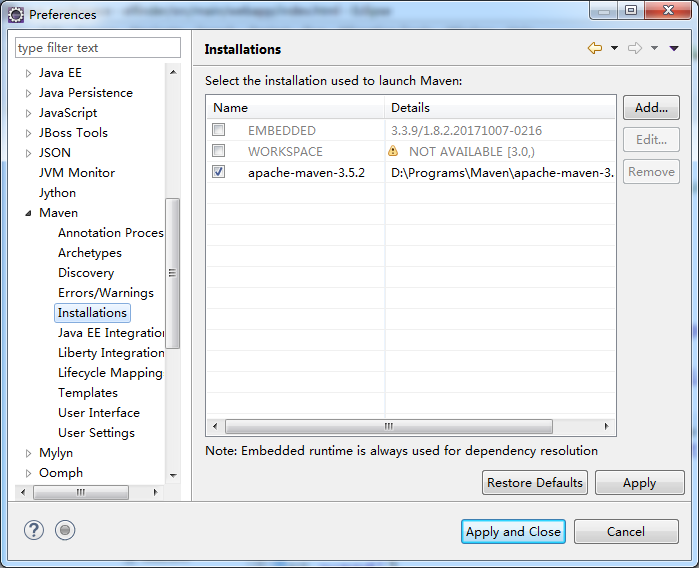 Preferences
type filter text
Java EE
Java Persistence
JavaScript
JBoss Tools
JSON
JVM Monitor
Jython
Maven
Annotation Proces
Archetypes
Discovery
Errors/Warnings
Installations
Java EE Integration
Liberty Integration
Lifecycle Mapping
Templates
User Interface
User Settings
Mylyn
Oomph
Installations
Select the installation used to launch Maven:
Name Details
EMBEDDED 3.3.9/1.8.2.20171007-0216
WORKSPACE NOT AVAILABLE [3.0,)
apache-maven-3.5.2 D:\Programs\Maven\apache-maven-3.
Add...
Edit...
Remove
Note: Embedded runtime is always used for dependency resolution
Restore Defaults Apply
Apply and Close Cancel